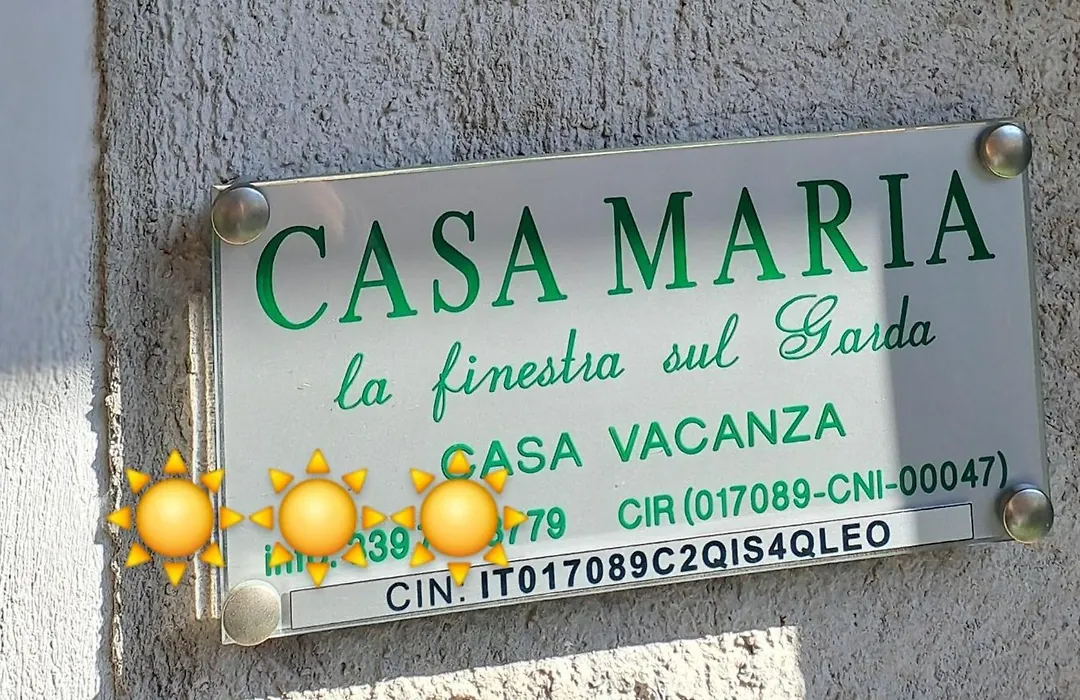 CASA MARIA
la finestra sul Garda
CASA VACANZA
CIR (017089-CNI-00047)
CIN: IT017089C2QIS4QLEO